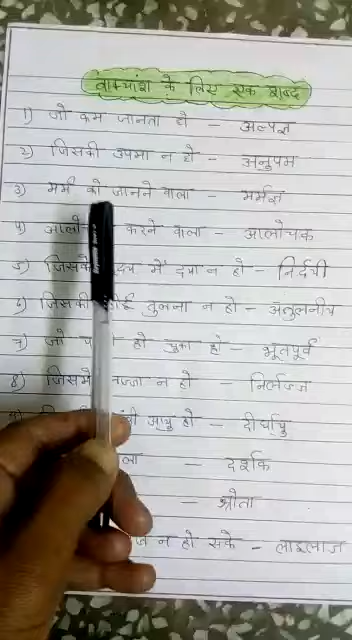 वाक्यांश के लिए एक शब्द
1) जो कम जानता हो - अल्पज्ञ
2) जिसकी उपमा न हो - अनुपम
3) मर्म को जानने वाला - मर्मज्ञ
4) करने वाला - आलोचक
5) जिसके में दया न हो - निर्दयी
6) जिसकी तुलना न हो - अतुलनीय
7) जो हो चुका हो - भूतपूर्व
8) जिसमें न हो - निर्लज्ज
आयु हो - दीर्घायु
- दर्शक
- श्रोता
न हो सके - लाइलाज